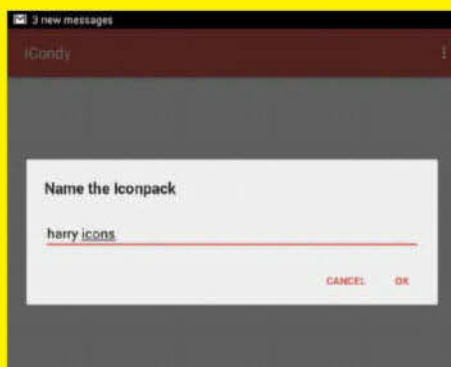 3 new messages
iCondy
Name the Iconpack
harry icons
CANCEL OK